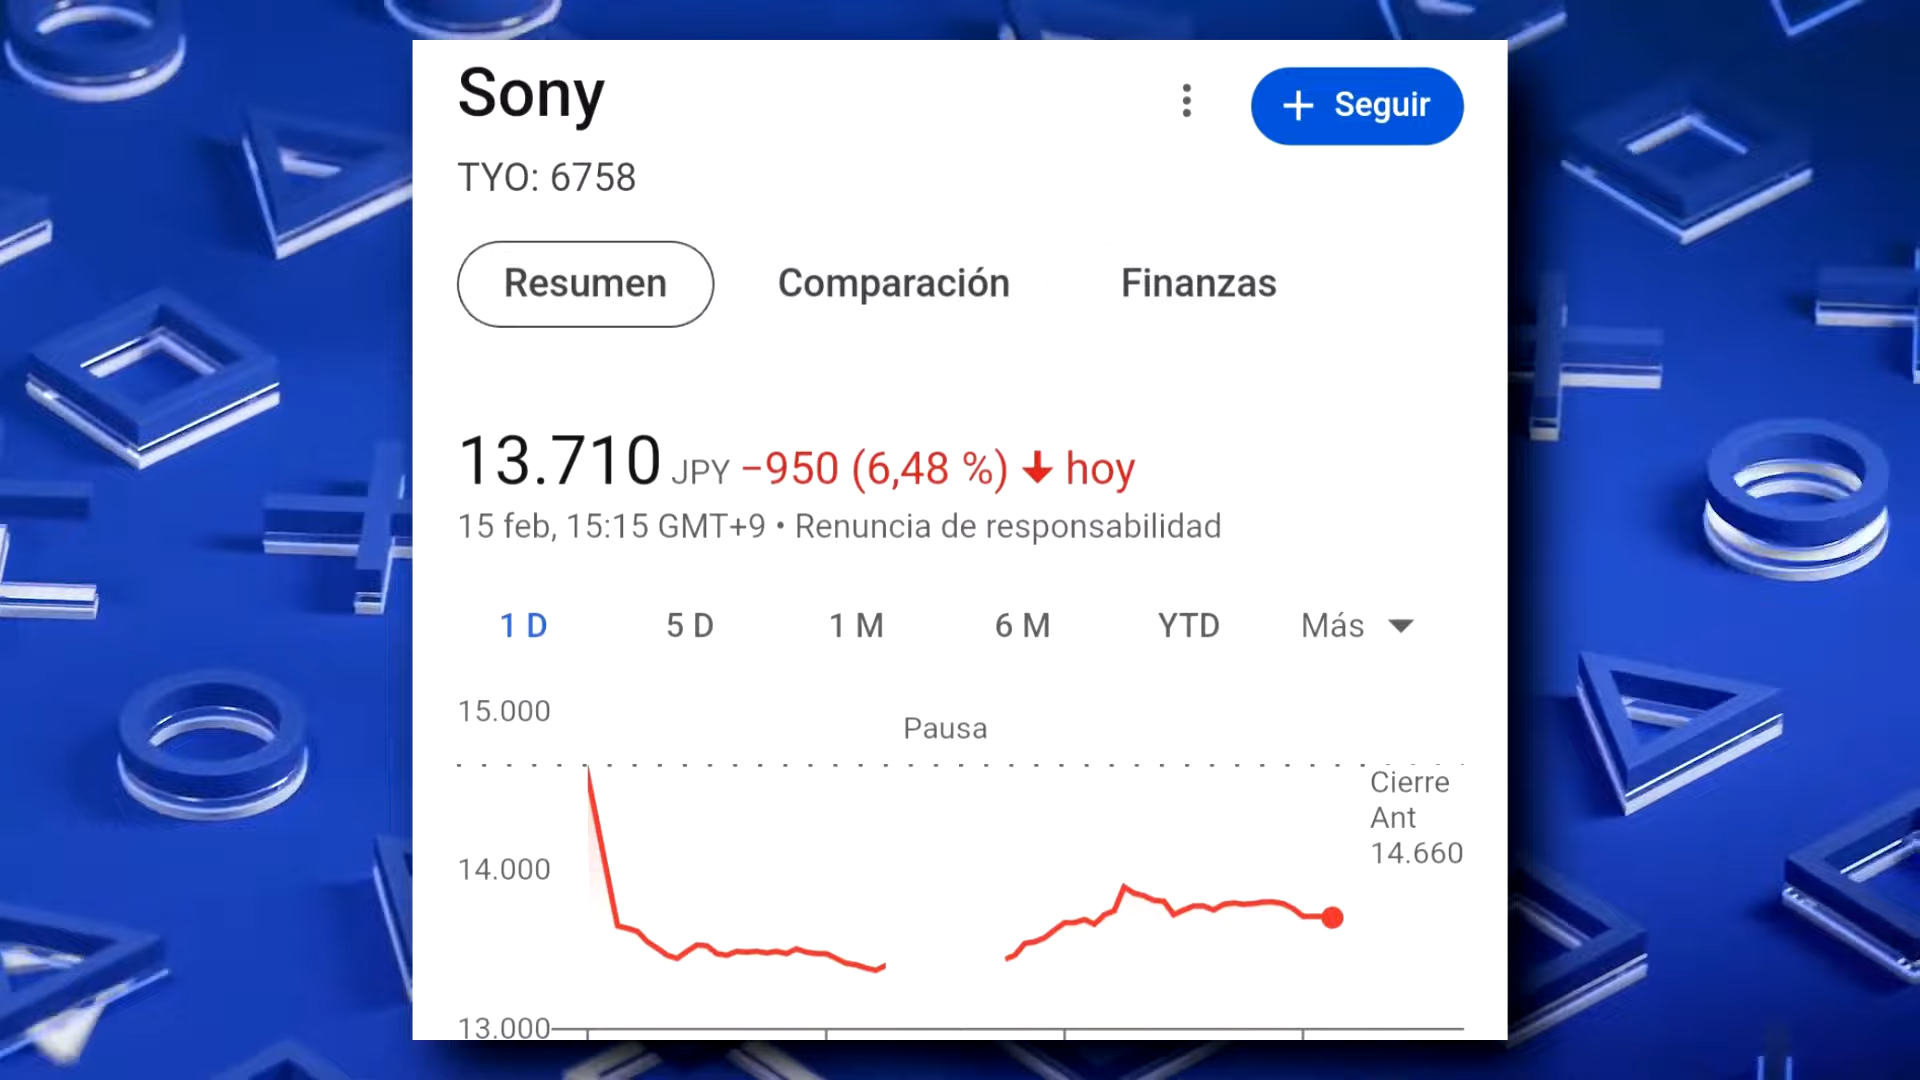 Sony
+ Seguir
TYO: 6758
Resumen Comparación Finanzas
13.710 JPY −950 (6,48 %) ↓ hoy
15 feb, 15:15 GMT+9 • Renuncia de responsabilidad
1 D 5 D 1 M 6 M YTD Más
15.000
Pausa
Cierre
Ant
14.660
14.000
13.000